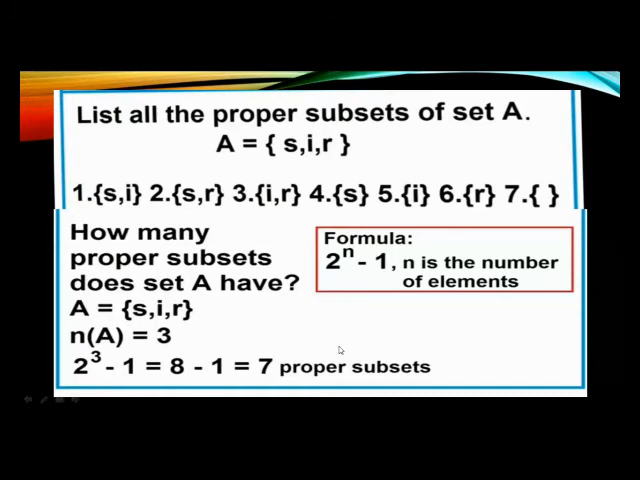 List all the proper subsets of set A.
A = { s,i,r }
1.{s,i} 2.{s,r} 3.{i,r} 4.{s} 5.{i} 6.{r} 7.{ }
How many
proper subsets
does set A have?
A = {s,i,r}
n(A) = 3
2³ - 1 = 8 - 1 = 7 proper subsets
Formula:
2ⁿ - 1, n is the number
of elements